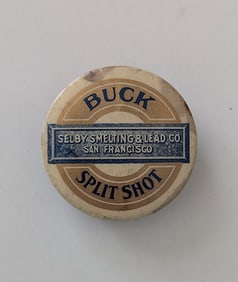 BUCK
SELBY SMELTING & LEAD CO.
SAN FRANCISCO
SPLIT SHOT